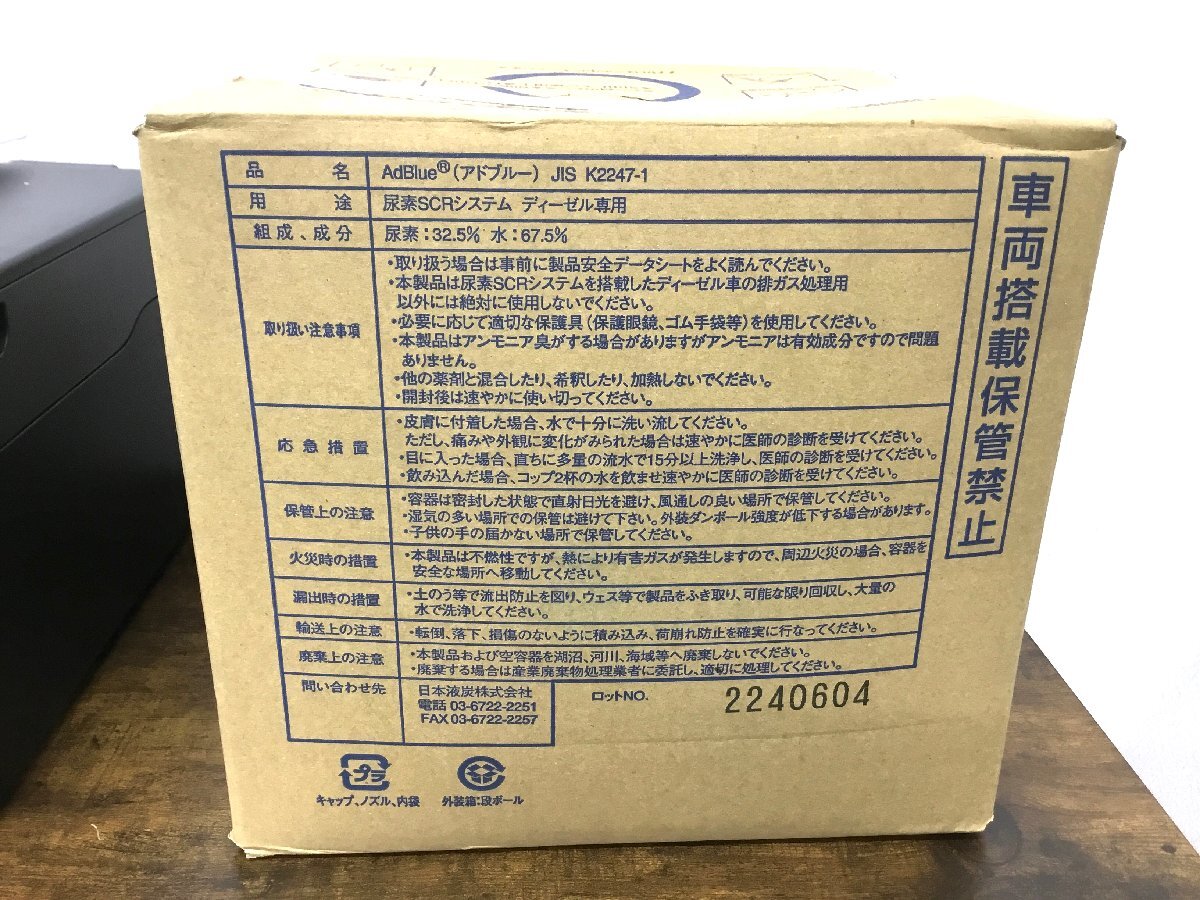 品名 AdBlue®(アドブルー) JIS K2247-1
用途 尿素SCRシステム ディーゼル専用
組成、成分 尿素:32.5% 水:67.5%
取り扱い注意事項
・取り扱う場合は事前に製品安全データシートをよく読んでください。
・本製品は尿素SCRシステムを搭載したディーゼル車の排ガス処理用
以外には絶対に使用しないでください。
・必要に応じて適切な保護具(保護眼鏡、ゴム手袋等)を使用してください。
・本製品はアンモニア臭がする場合がありますがアンモニアは有効成分ですので問題
ありません。
・他の薬剤と混合したり、希釈したり、加熱しないでください。
・開封後は速やかに使い切ってください。
応急措置
・皮膚に付着した場合、水で十分に洗い流してください。
ただし、痛みや外観に変化がみられた場合は速やかに医師の診断を受けてください。
・目に入った場合、直ちに多量の流水で15分以上洗浄し、医師の診断を受けてください。
・飲み込んだ場合、コップ2杯の水を飲ませ速やかに医師の診断を受けてください。
保管上の注意
・容器は密封した状態で直射日光を避け、風通しの良い場所で保管してください。
・湿気の多い場所での保管は避けて下さい。外装ダンボール強度が低下する場合があります。
・子供の手の届かない場所で保管してください。
火災時の措置
・本製品は不燃性ですが、熱により有害ガスが発生しますので、周辺火災の場合、容器を
安全な場所へ移動してください。
漏出時の措置
・土のう等で流出防止を図り、ウェス等で製品をふき取り、可能な限り回収し、大量の
水で洗浄してください。
輸送上の注意
・転倒、落下、損傷のないように積み込み、荷崩れ防止を確実に行なってください。
廃棄上の注意
・本製品および空容器を湖沼、河川、海域等へ廃棄しないでください。
・廃棄する場合は産業廃棄物処理業者に委託し、適切に処理してください。
問い合わせ先
日本液炭株式会社
電話 03-6722-2251
FAX 03-6722-2257
ロットNO. 2240604
車両搭載保管禁止
プラ
キャップ、ノズル、内袋
外装箱:段ボール